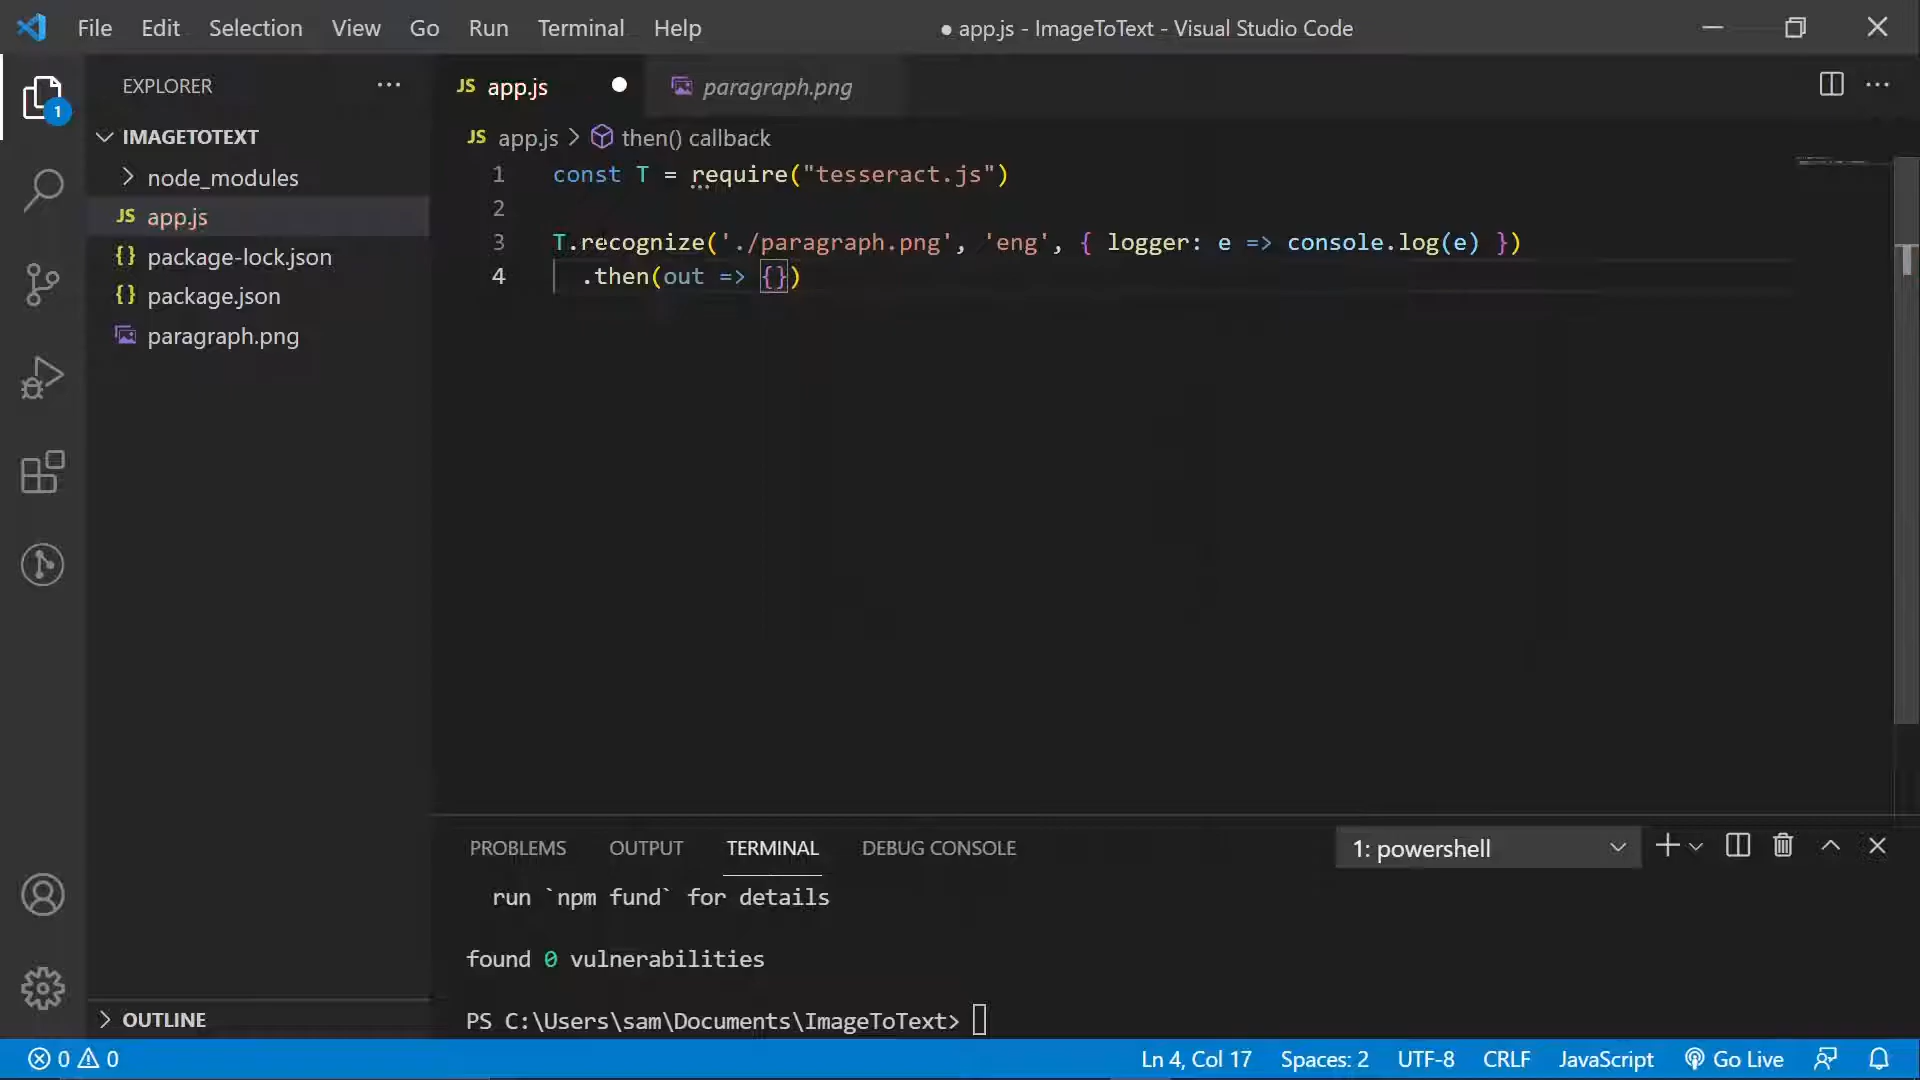 File Edit Selection View Go Run Terminal Help
● app.js - ImageToText - Visual Studio Code
1
EXPLORER
IMAGETOTEXT
node_modules
JS app.js
{} package-lock.json
{} package.json
paragraph.png
OUTLINE
JS app.js
paragraph.png
JS app.js > then() callback
1 const T = require("tesseract.js")
2
3 T.recognize('./paragraph.png', 'eng', { logger: e => console.log(e) })
4 .then(out => {})
PROBLEMS OUTPUT TERMINAL DEBUG CONSOLE
1: powershell
run `npm fund` for details
found 0 vulnerabilities
PS C:\Users\sam\Documents\ImageToText>
0 0
Ln 4, Col 17 Spaces: 2 UTF-8 CRLF JavaScript Go Live